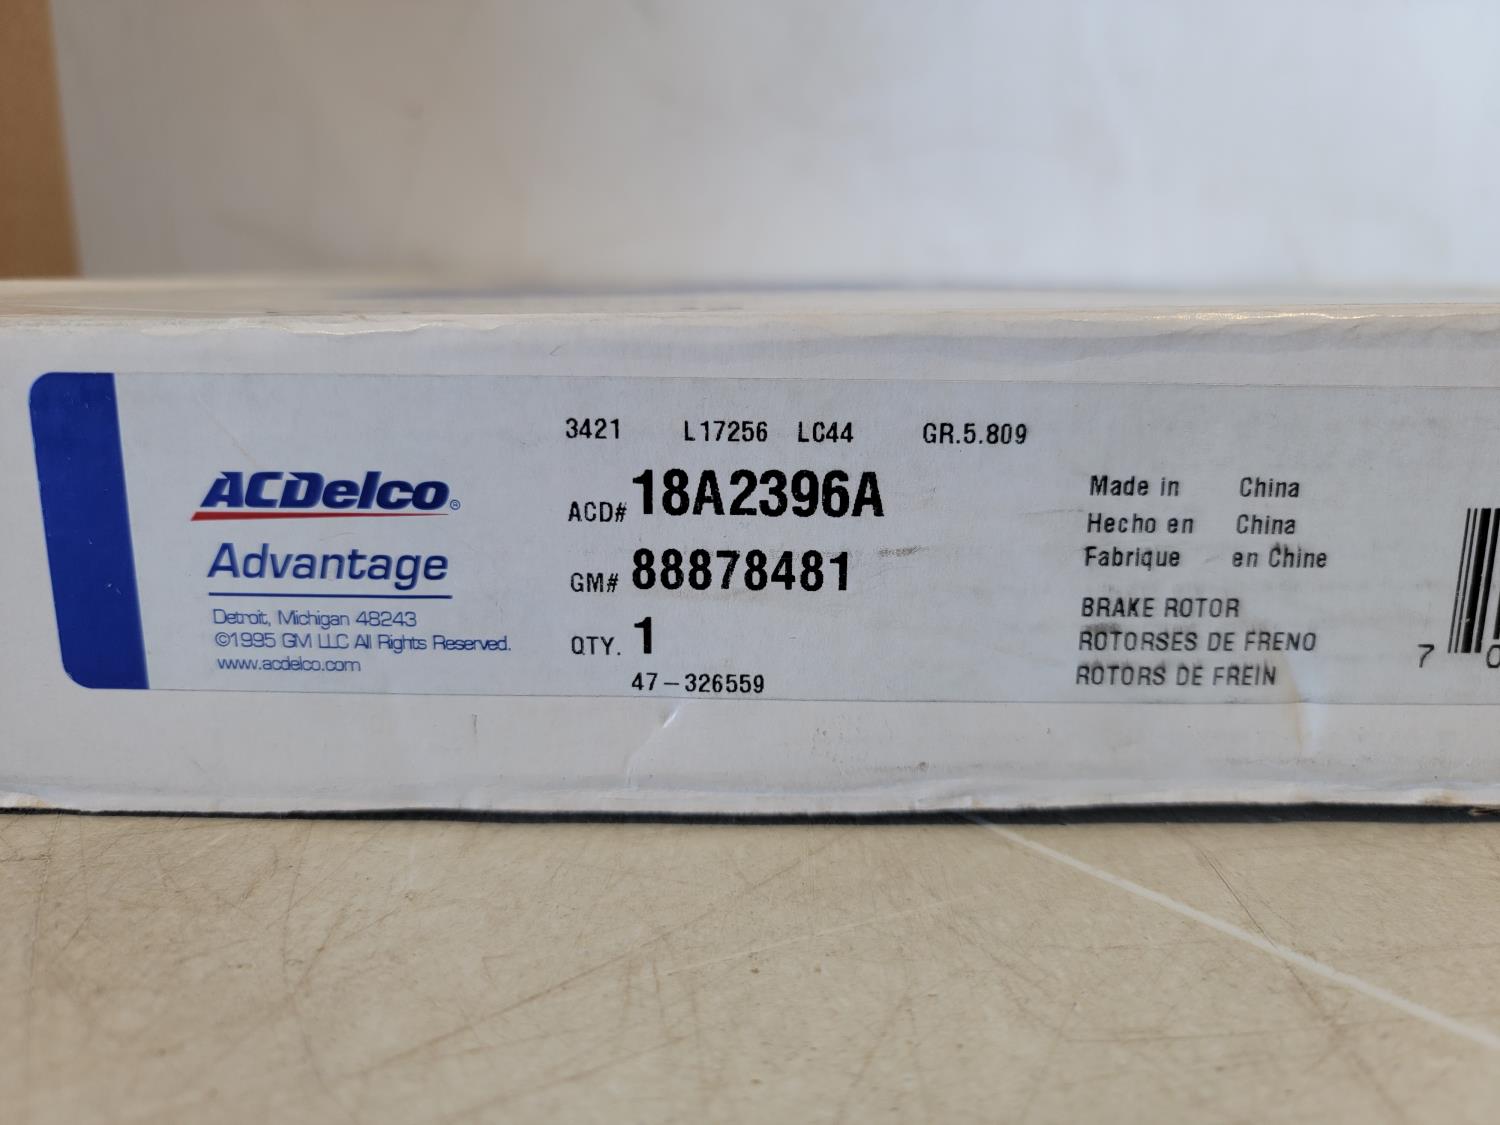 3421 L17256 LC44 GR.5.809
ACDelco®
Advantage
Detroit, Michigan 48243
©1995 GM LLC All Rights Reserved.
www.acdelco.com
ACD# 18A2396A
GM# 88878481
QTY. 1
47-326559
Made in China
Hecho en China
Fabrique en Chine
BRAKE ROTOR
ROTORSES DE FRENO
ROTORS DE FREIN
7